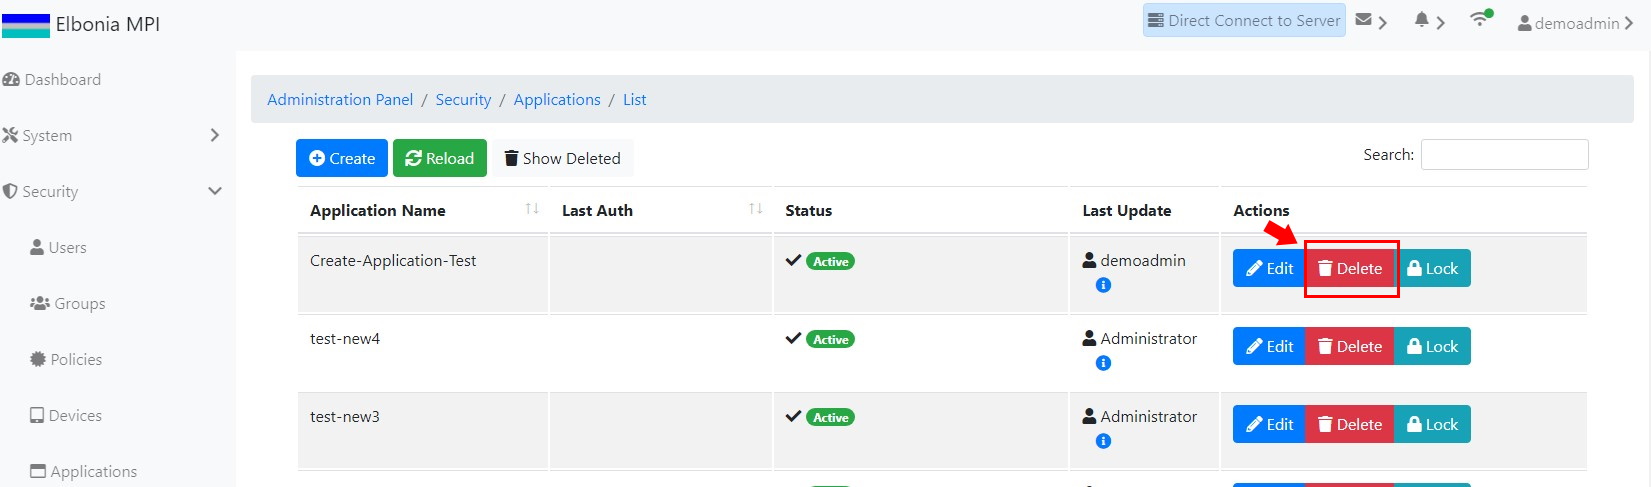 Elbonia MPI
Direct Connect to Server
demoadmin
Dashboard
System
Security
Users
Groups
Policies
Devices
Applications
Administration Panel / Security / Applications / List
Create Reload Show Deleted Search:
Application Name Last Auth Status Last Update Actions
Create-Application-Test Active demoadmin Edit Delete Lock
test-new4 Active Administrator Edit Delete Lock
test-new3 Active Administrator Edit Delete Lock